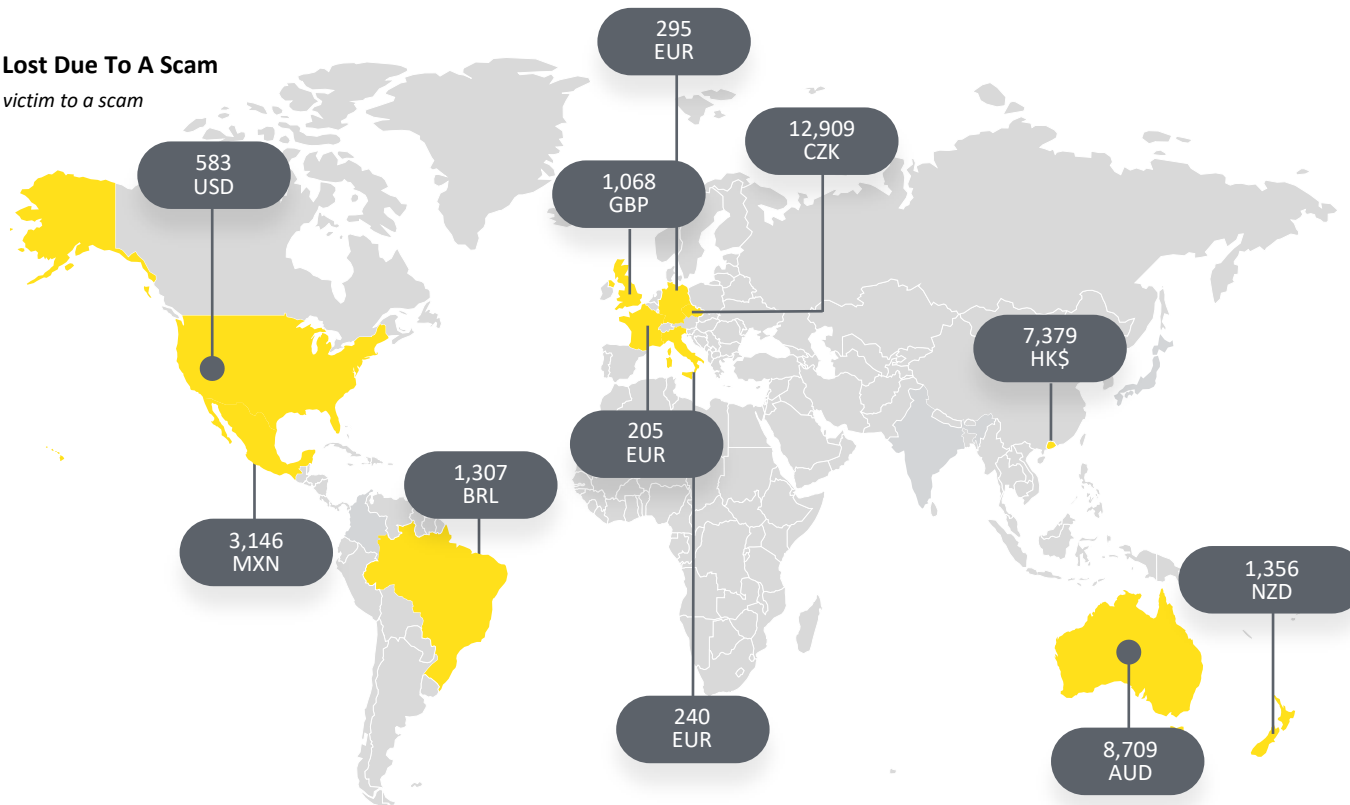 Lost Due To A Scam
victim to a scam
295
EUR
12,909
CZK
583
USD
1,068
GBP
7,379
HK$
205
EUR
1,307
BRL
3,146
MXN
1,356
NZD
240
EUR
8,709
AUD